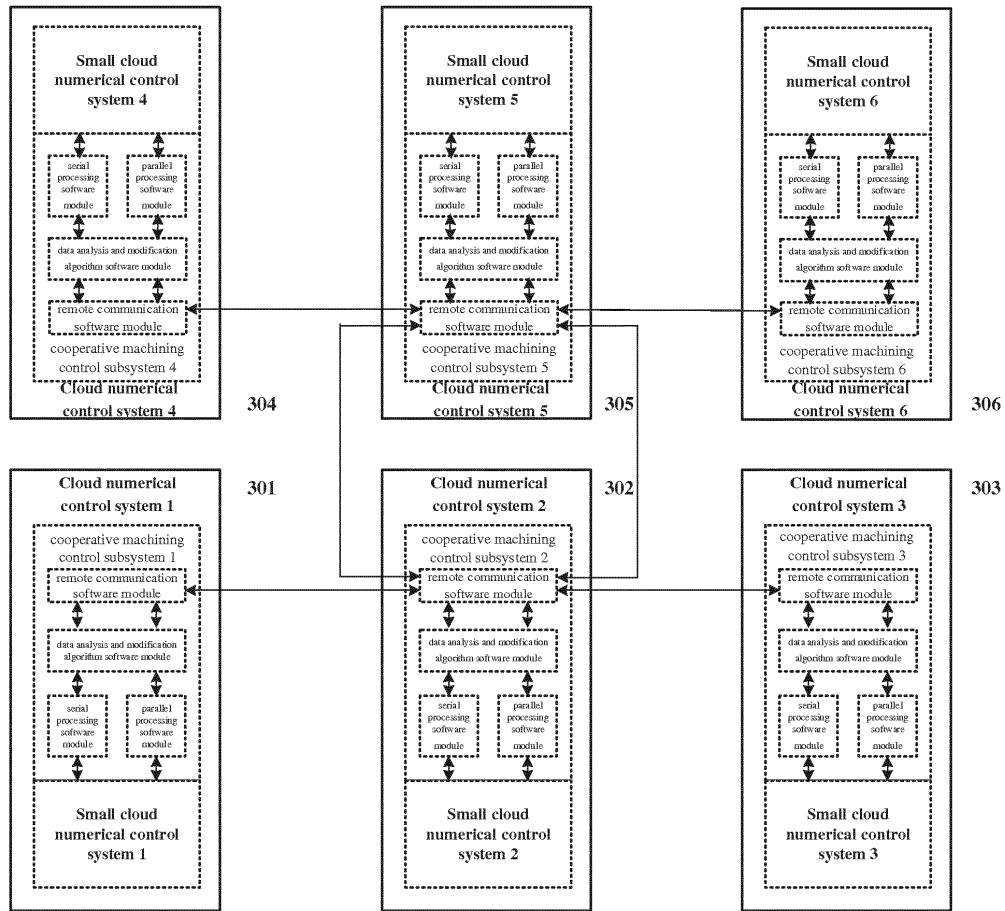 Small cloud
numerical control
system 4
serial
processing
software
module
parallel
processing
software
module
data analysis and modification
algorithm software module
remote communication
software module
cooperative machining
control subsystem 4
Cloud numerical
control system 4
304
Small cloud
numerical control
system 5
serial
processing
software
module
parallel
processing
software
module
data analysis and modification
algorithm software module
remote communication
software module
cooperative machining
control subsystem 5
Cloud numerical
control system 5
305
Small cloud
numerical control
system 6
serial
processing
software
module
parallel
processing
software
module
data analysis and modification
algorithm software module
remote communication
software module
cooperative machining
control subsystem 6
Cloud numerical
control system 6
306
Cloud numerical
control system 1
301
cooperative machining
control subsystem 1
remote communication
software module
data analysis and modification
algorithm software module
serial
processing
software
module
parallel
processing
software
module
Small cloud
numerical control
system 1
Cloud numerical
control system 2
302
cooperative machining
control subsystem 2
remote communication
software module
data analysis and modification
algorithm software module
serial
processing
software
module
parallel
processing
software
module
Small cloud
numerical control
system 2
Cloud numerical
control system 3
303
cooperative machining
control subsystem 3
remote communication
software module
data analysis and modification
algorithm software module
serial
processing
software
module
parallel
processing
software
module
Small cloud
numerical control
system 3